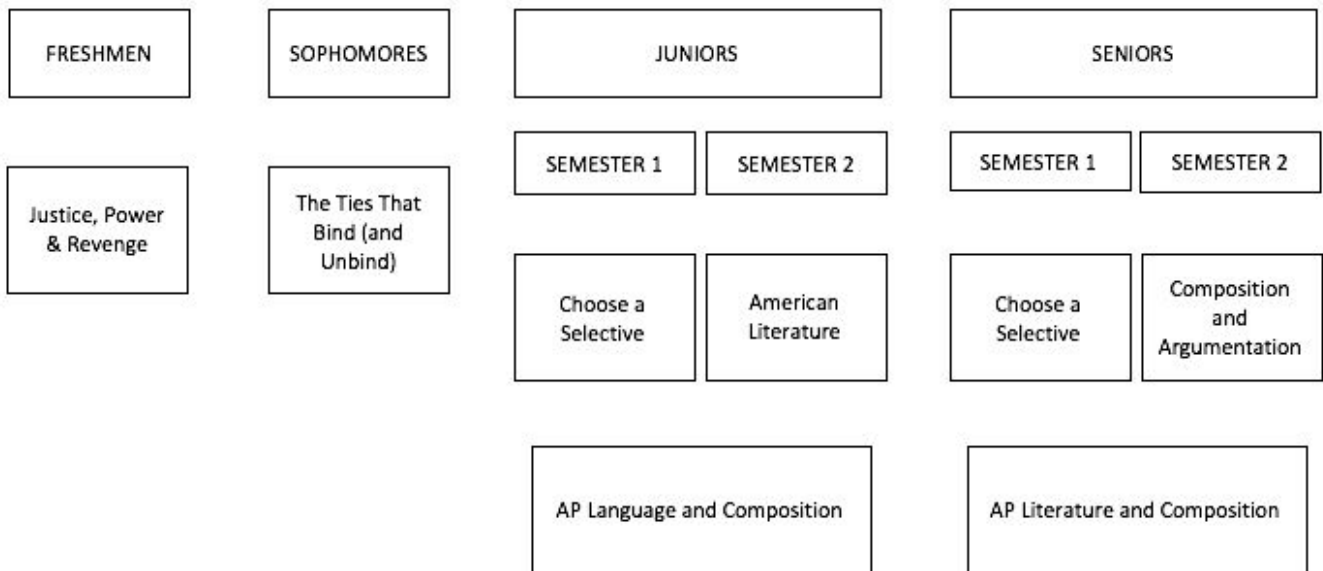 FRESHMEN
SOPHOMORES
JUNIORS
SENIORS
SEMESTER 1
SEMESTER 2
SEMESTER 1
SEMESTER 2
Justice, Power
& Revenge
The Ties That
Bind (and
Unbind)
Choose a
Selective
American
Literature
Choose a
Selective
Composition
and
Argumentation
AP Language and Composition
AP Literature and Composition